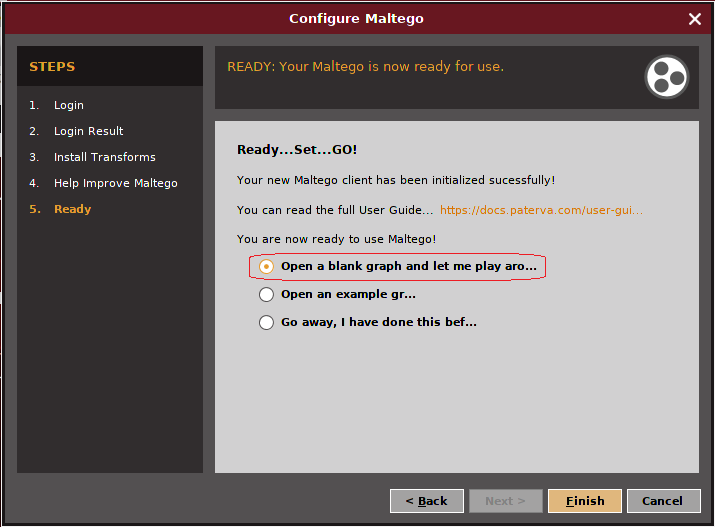 Configure Maltego
STEPS
1. Login
2. Login Result
3. Install Transforms
4. Help Improve Maltego
5. Ready
READY: Your Maltego is now ready for use.
Ready...Set...GO!
Your new Maltego client has been initialized sucessfully!
You can read the full User Guide... https://docs.paterva.com/user-gui...
You are now ready to use Maltego!
Open a blank graph and let me play aro...
Open an example gr...
Go away, I have done this bef...
< Back Next > Finish Cancel